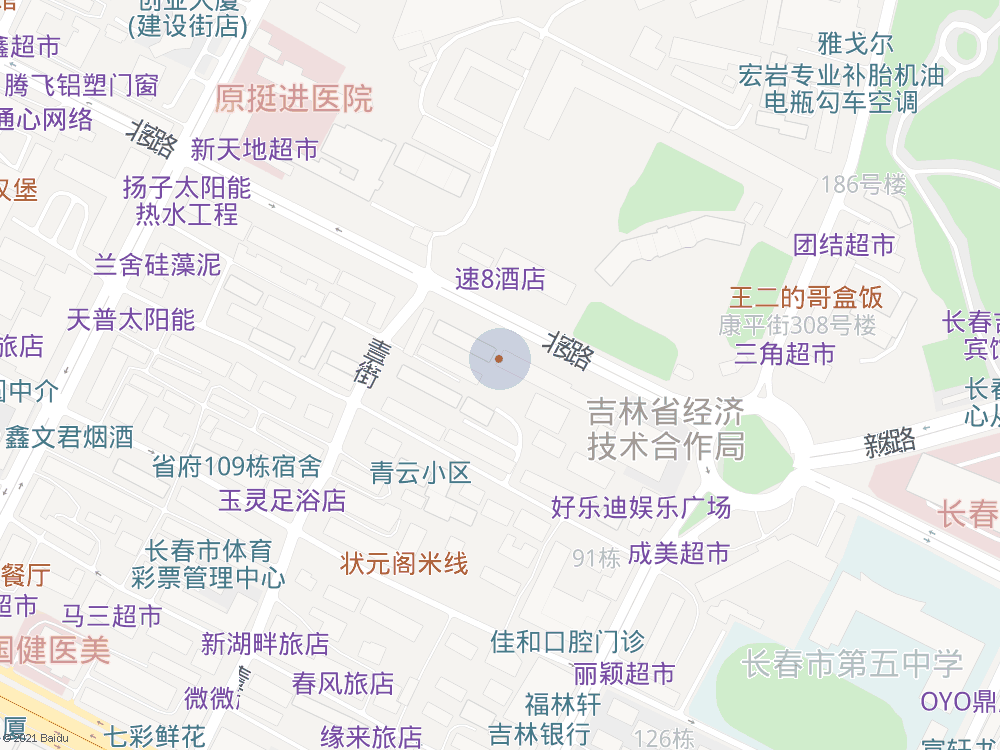 创业大厦
(建设街店)
雅戈尔
鑫超市
宏岩专业补胎机油
电瓶勾车空调
腾飞铝塑门窗
原挺进医院
通心网络
北安路
新天地超市
汉堡
扬子太阳能
热水工程
186号楼
团结超市
兰舍硅藻泥
速8酒店
王二的哥盒饭
天普太阳能
康平街308号楼
长春吉
宾馆
旅店
北安路
三角超市
青云街
中介
长春
吉林省经济
技术合作局
鑫文君烟酒
新民路
省府109栋宿舍
青云小区
玉灵足浴店
好乐迪娱乐广场
长春
长春市体育
彩票管理中心
状元阁米线
91栋
成美超市
餐厅
超市
马三超市
国健医美
新湖畔旅店
佳和口腔门诊
长春市第五中学
丽颖超市
春风旅店
微微
福林轩
吉林银行
OYO鼎
厦
七彩鲜花
缘来旅店
126栋
© 2021 Baidu